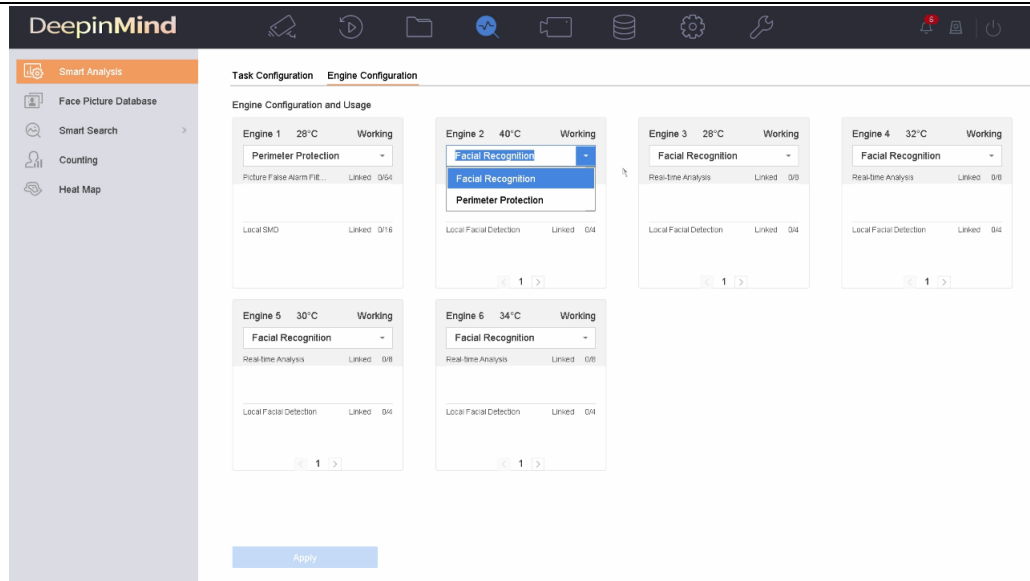 DeepinMind
6
Smart Analysis
Face Picture Database
Smart Search
Counting
Heat Map
Task Configuration Engine Configuration
Engine Configuration and Usage
Engine 1 28°C Working
Perimeter Protection
Picture False Alarm Filt... Linked 0/64
Local SMD Linked 0/16
Engine 2 40°C Working
Facial Recognition
Facial Recognition
Perimeter Protection
Local Facial Detection Linked 0/4
1
Engine 3 28°C Working
Facial Recognition
Real-time Analysis Linked 0/8
Local Facial Detection Linked 0/4
1
Engine 4 32°C Working
Facial Recognition
Real-time Analysis Linked 0/8
Local Facial Detection Linked 0/4
1
Engine 5 30°C Working
Facial Recognition
Real-time Analysis Linked 0/8
Local Facial Detection Linked 0/4
1
Engine 6 34°C Working
Facial Recognition
Real-time Analysis Linked 0/8
Local Facial Detection Linked 0/4
1
Apply